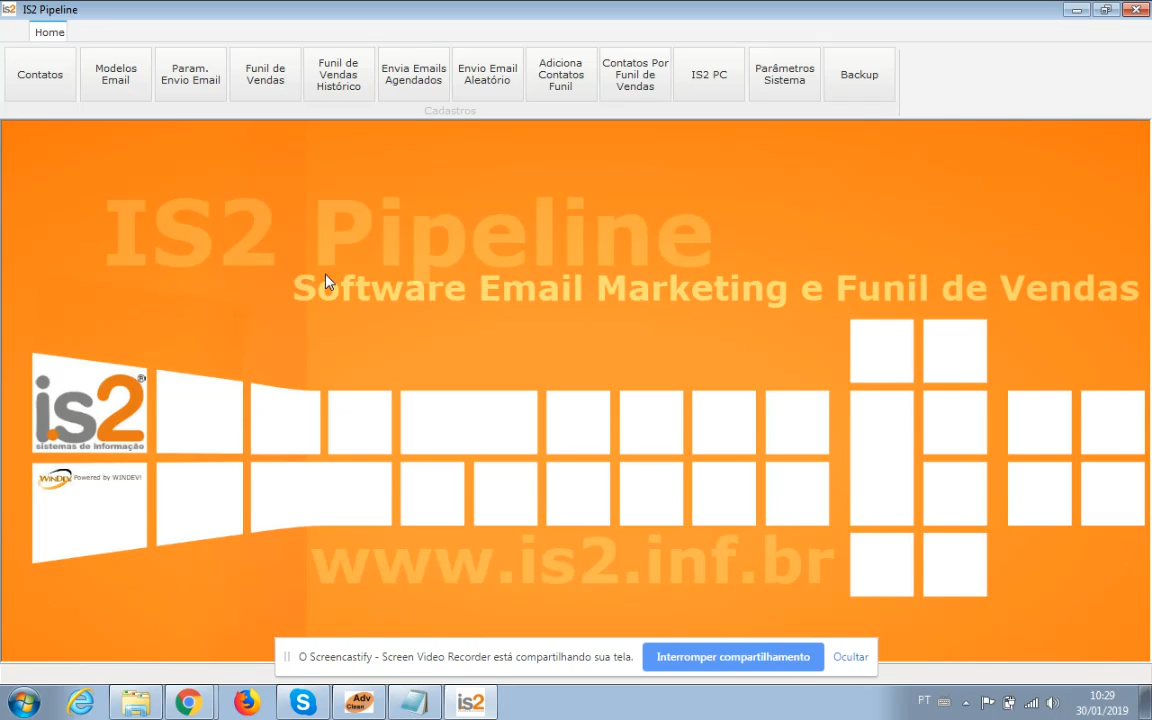 IS2 Pipeline
Home
Contatos
Modelos
Email
Param.
Envio Email
Funil de
Vendas
Funil de
Vendas
Histórico
Envia Emails
Agendados
Envio Email
Aleatório
Adiciona
Contatos
Funil
Contatos Por
Funil de
Vendas
IS2 PC
Parâmetros
Sistema
Backup
Cadastros
IS2 Pipeline
Software Email Marketing e Funil de Vendas
is2®
sistemas de informação
WINDEV Powered by WINDEV!
www.is2.inf.br
O Screencastify - Screen Video Recorder está compartilhando sua tela.
Interromper compartilhamento
Ocultar
Adv
Clean
is2
PT
10:29
30/01/2019